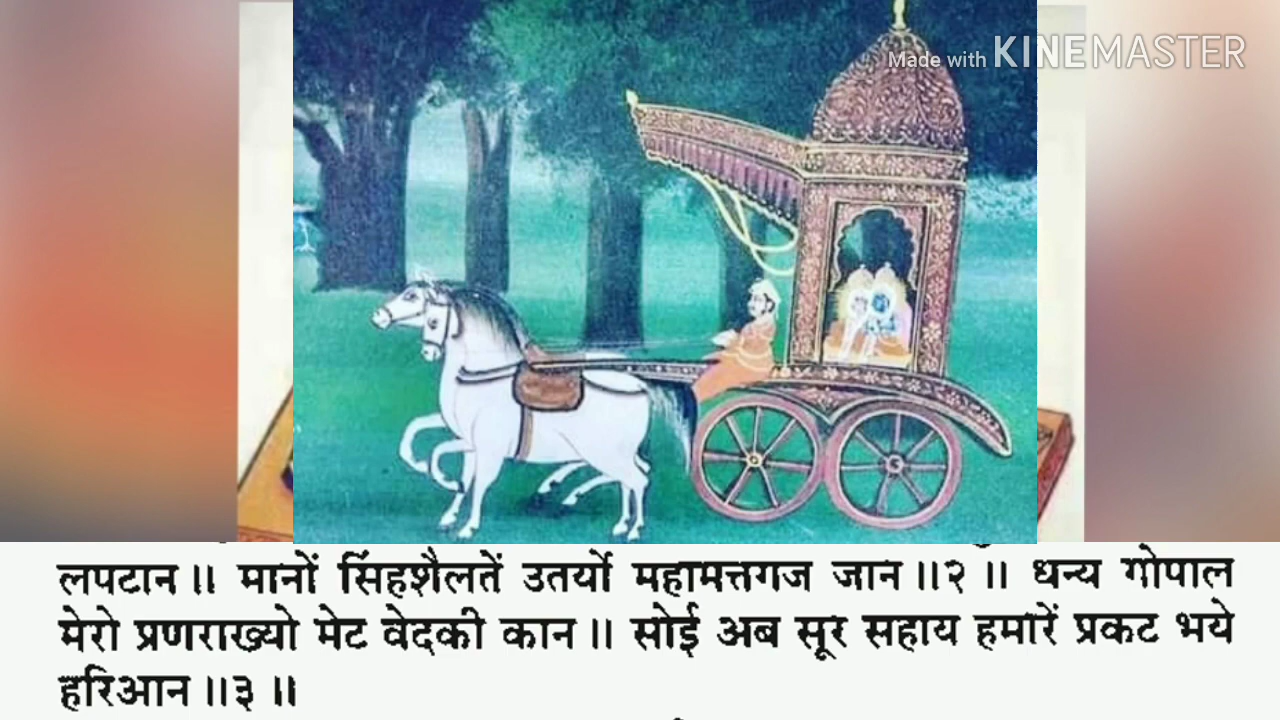 Made with KINEMASTER
लपटान॥ मानों सिंहशैलतें उतर्यो महामत्तगज जान॥२॥ धन्य गोपाल
मेरो प्रणराख्यो मेट वेदकी कान॥ सोई अब सूर सहाय हमारें प्रकट भये
हरिआन॥३॥